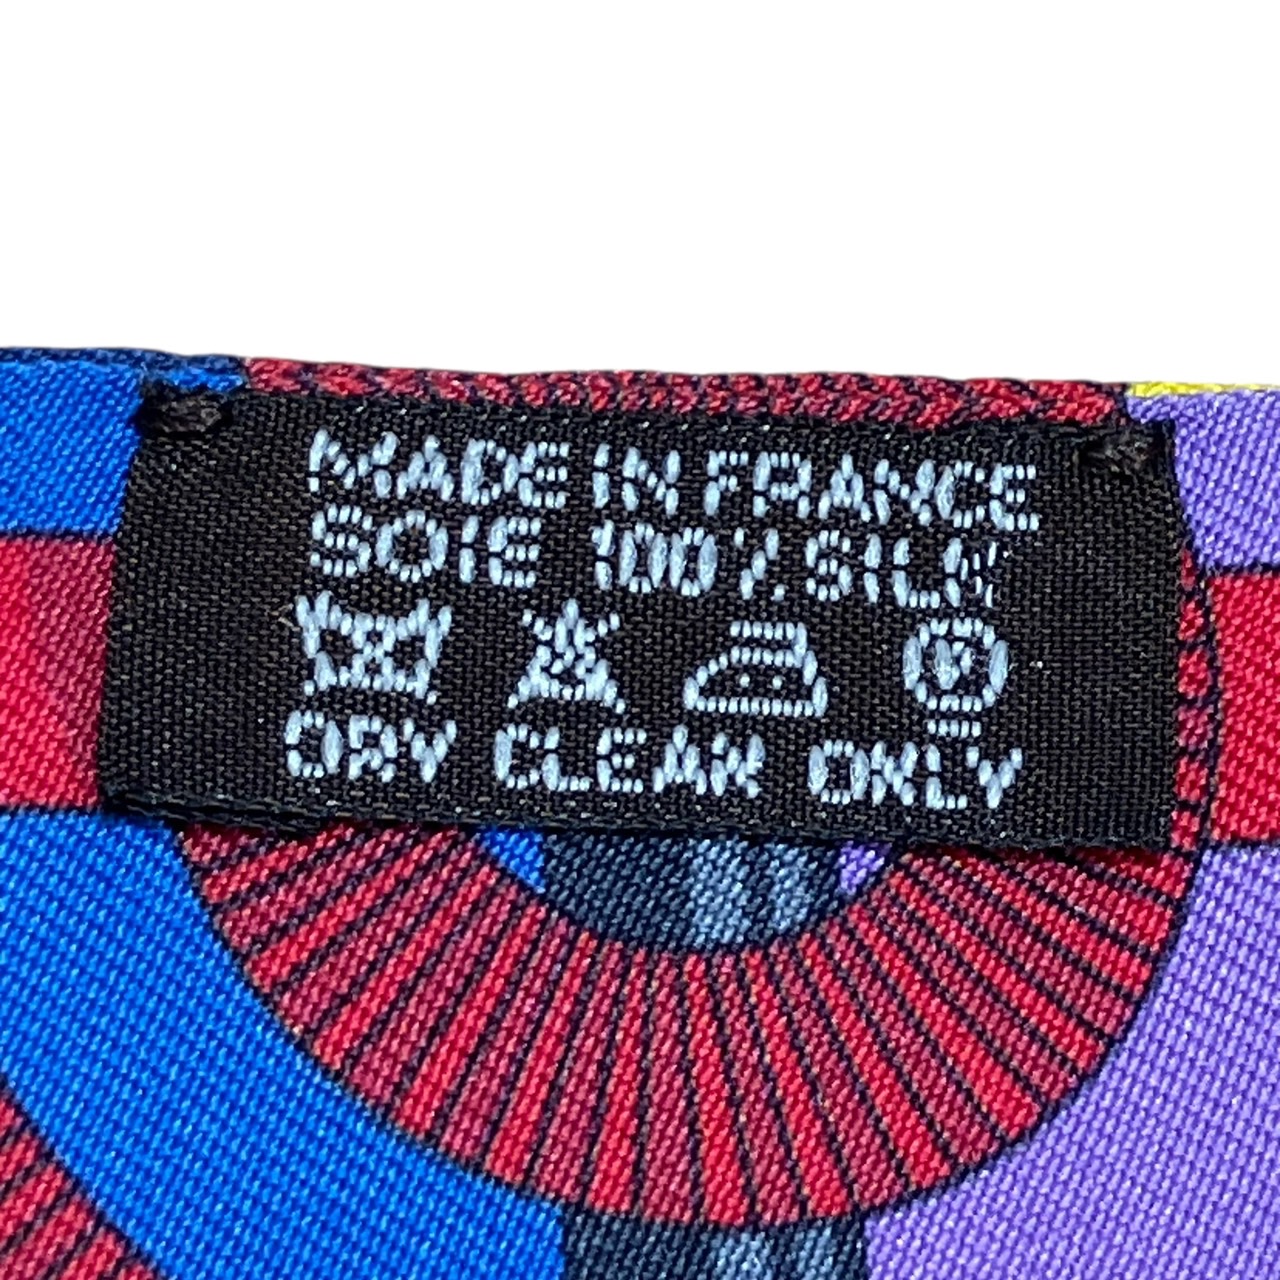 MADE IN FRANCE
SOIE 100% SILK
P
DRY CLEAN ONLY